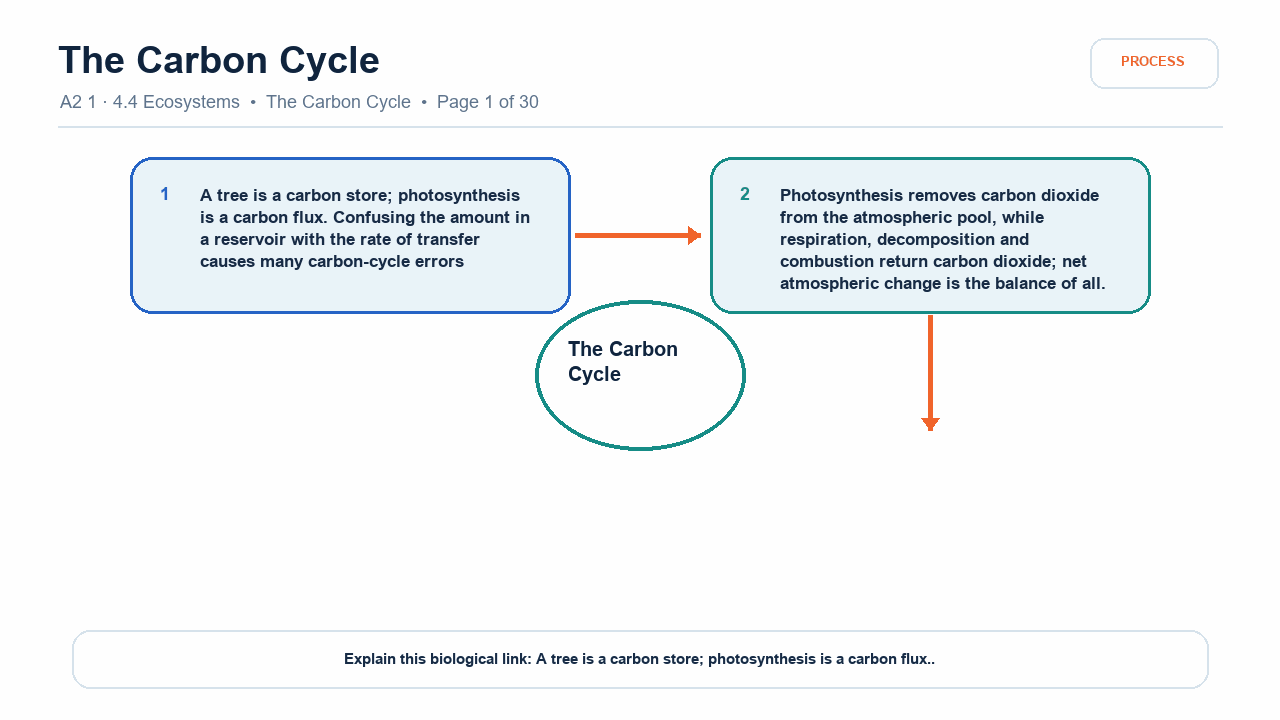 The Carbon Cycle
A2 1 · 4.4 Ecosystems • The Carbon Cycle • Page 1 of 30
PROCESS
1
A tree is a carbon store; photosynthesis
is a carbon flux. Confusing the amount in
a reservoir with the rate of transfer
causes many carbon-cycle errors
2
Photosynthesis removes carbon dioxide
from the atmospheric pool, while
respiration, decomposition and
combustion return carbon dioxide; net
atmospheric change is the balance of all.
The Carbon
Cycle
Explain this biological link: A tree is a carbon store; photosynthesis is a carbon flux..